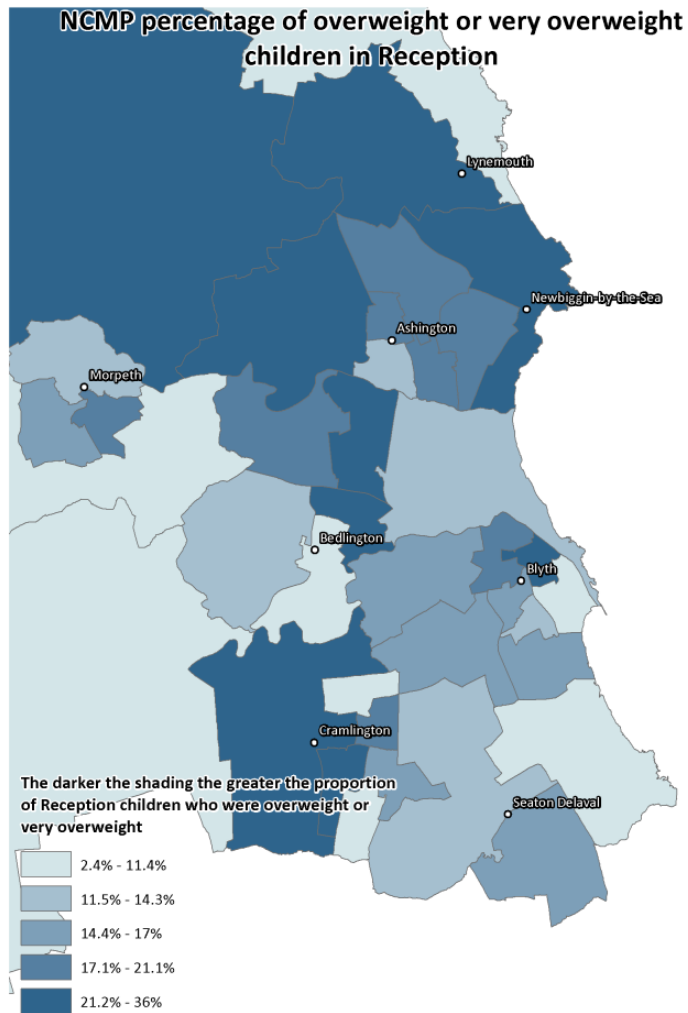 NCMP percentage of overweight or very overweight
children in Reception
Lynemouth
Newbiggin-by-the-Sea
Ashington
Morpeth
Bedlington
Blyth
Cramlington
Seaton Delaval
The darker the shading the greater the proportion
of Reception children who were overweight or
very overweight
2.4% - 11.4%
11.5% - 14.3%
14.4% - 17%
17.1% - 21.1%
21.2% - 36%